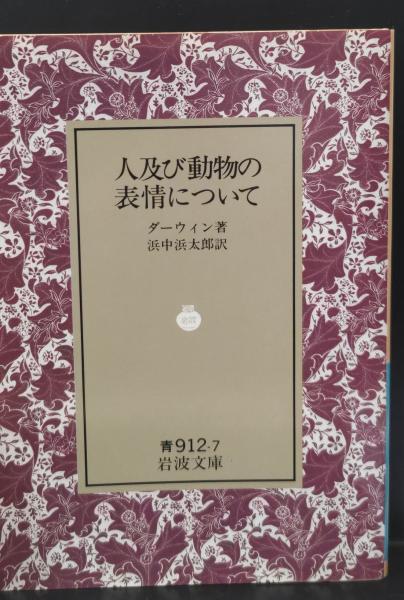 人及び動物の
表情について
ダーウィン著
浜中浜太郎訳
青912-7
岩波文庫